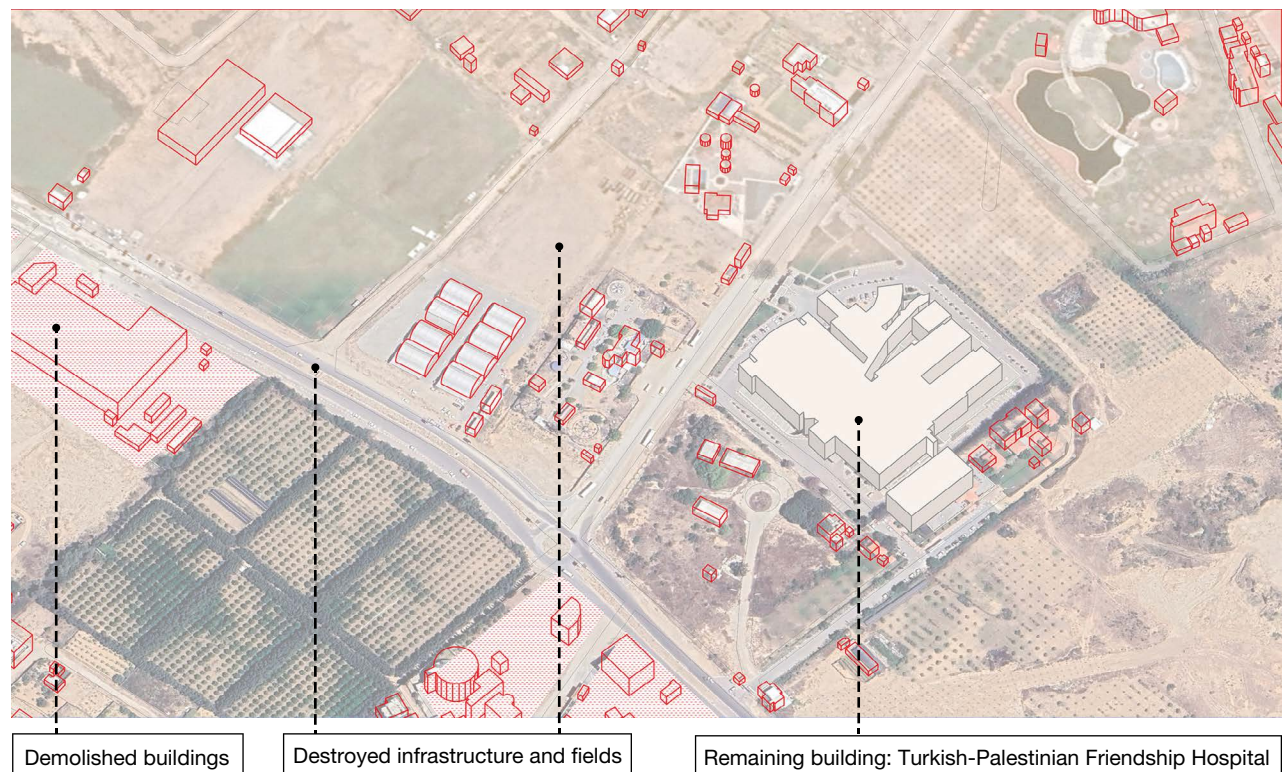 Demolished buildings
Destroyed infrastructure and fields
Remaining building: Turkish-Palestinian Friendship Hospital